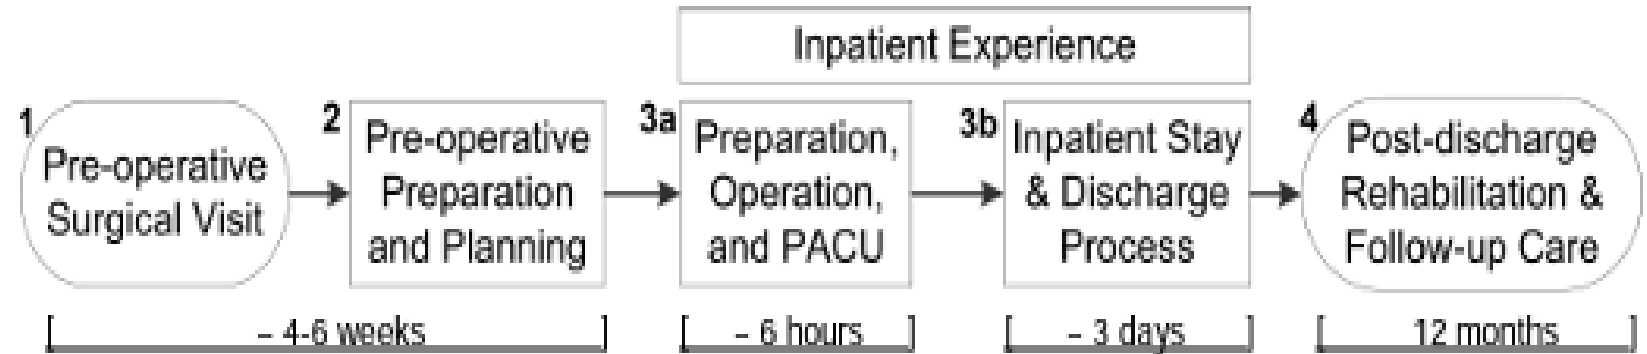 Inpatient Experience
1
Pre-operative
Surgical Visit
2
Pre-operative
Preparation
and Planning
3a
Preparation,
Operation,
and PACU
3b
Inpatient Stay
& Discharge
Process
4
Post-discharge
Rehabilitation &
Follow-up Care
~ 4-6 weeks
~ 6 hours
~ 3 days
12 months